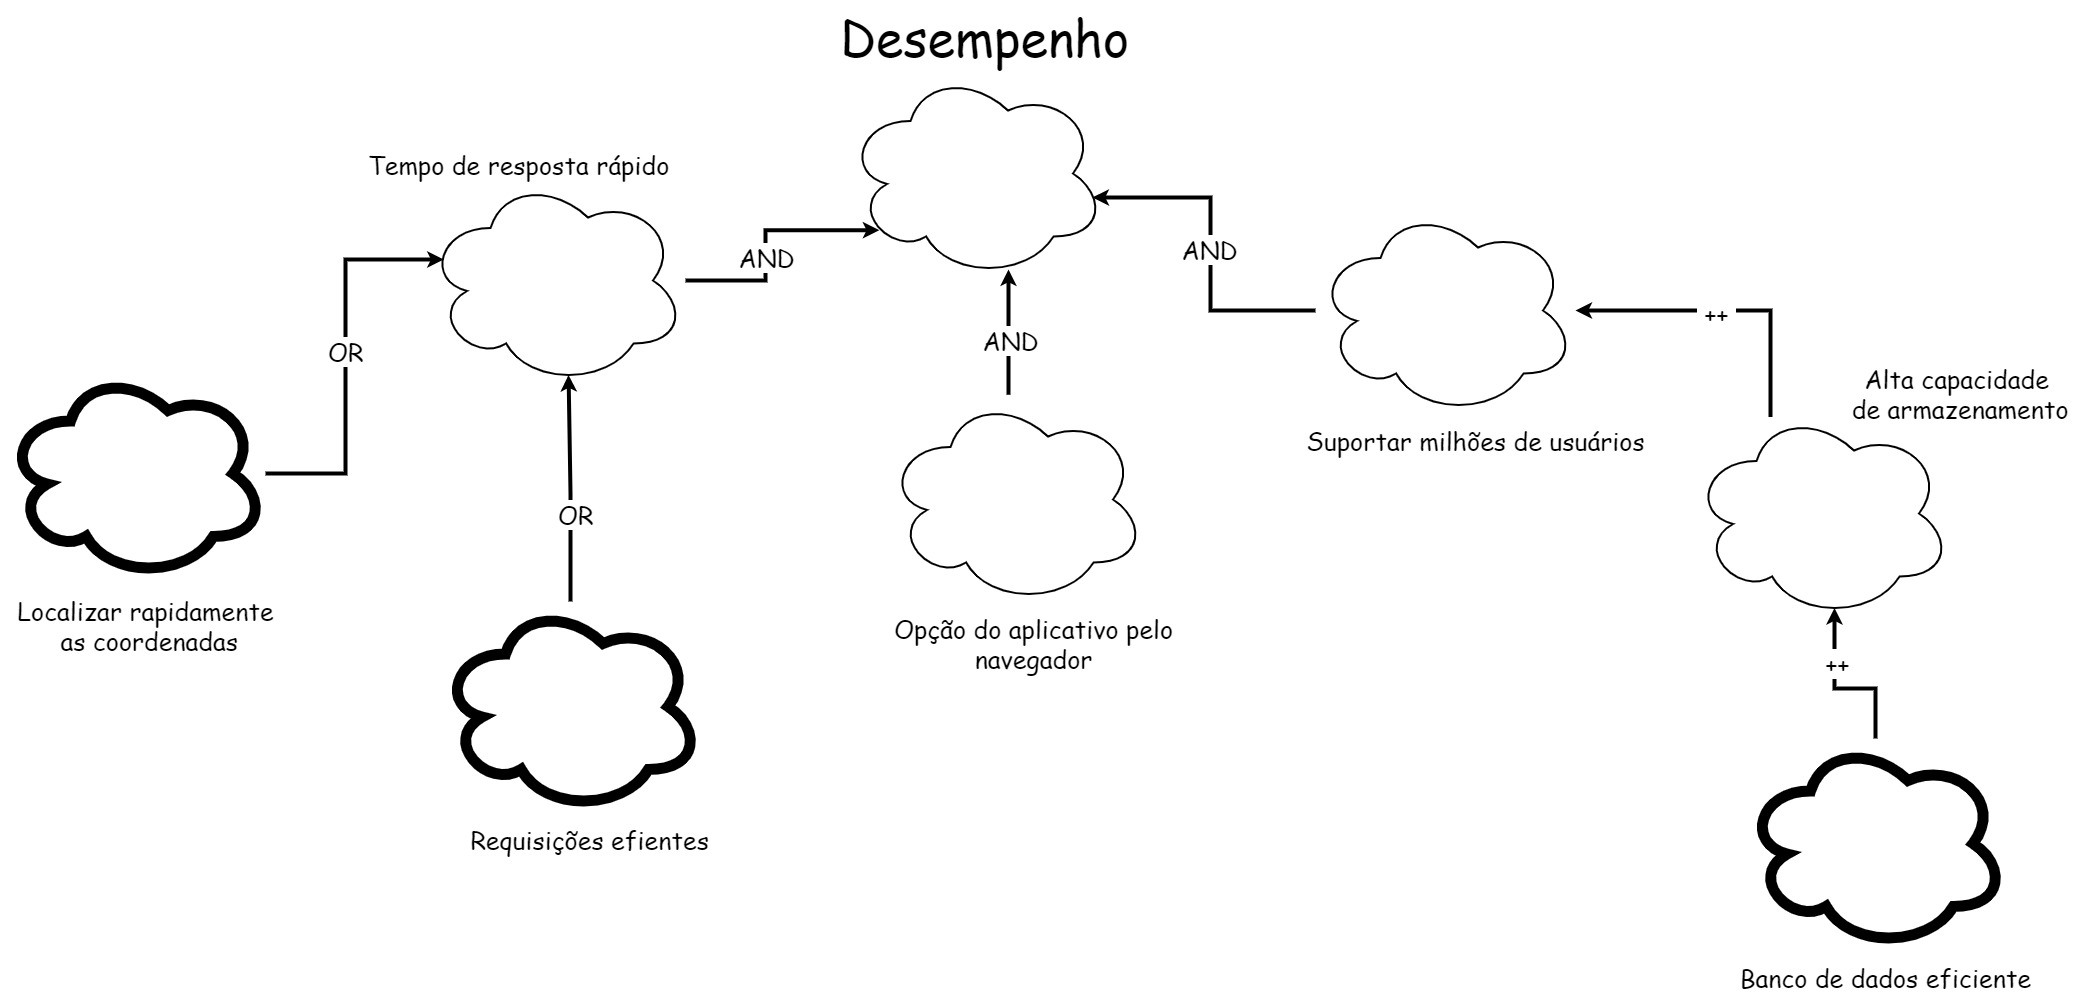 Desempenho
Tempo de resposta rápido
AND
AND
AND
OR
++
Alta capacidade
de armazenamento
Suportar milhões de usuários
OR
Localizar rapidamente
as coordenadas
Opção do aplicativo pelo
navegador
++
Requisições efientes
Banco de dados eficiente